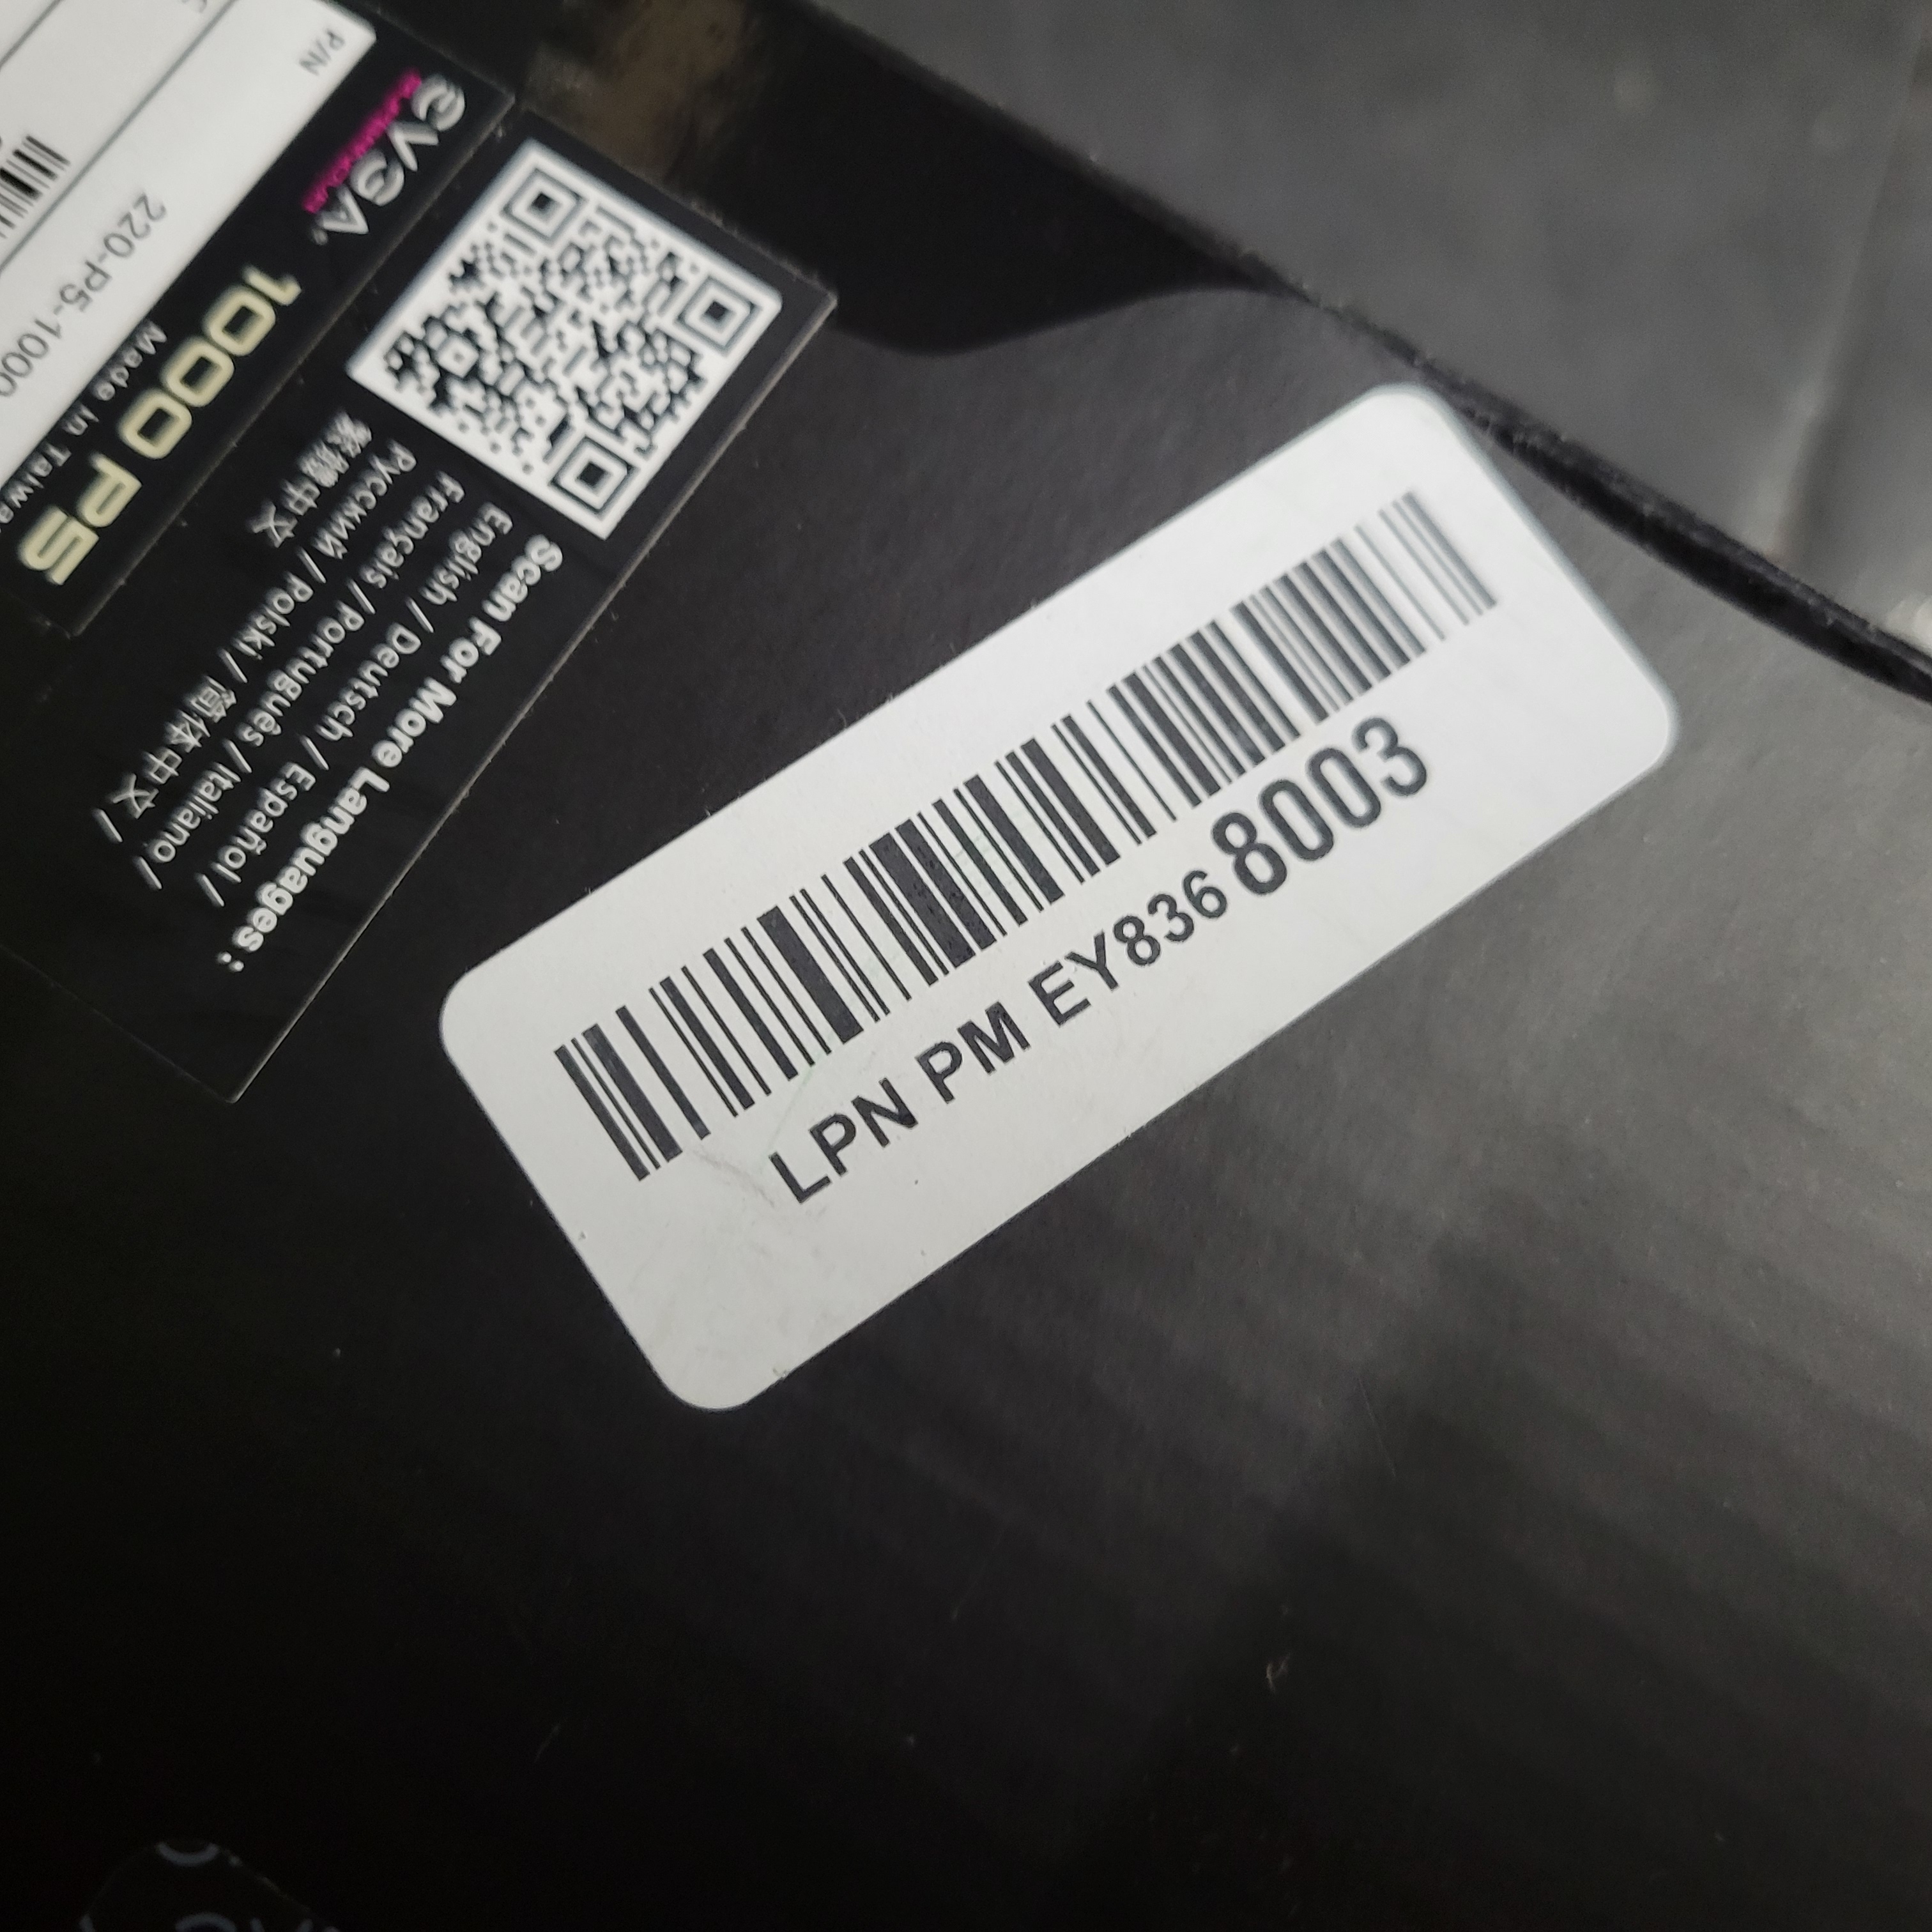 P/N
220-P5-1000
EVGA®
SUPERNOVA
1000 P5
Made in Taiwan
Scan For More Languages:
English / Deutsch / Español /
Français / Português / Italiano /
Русский / Polski / 简体中文 /
繁體中文
LPN PM EY836 8003